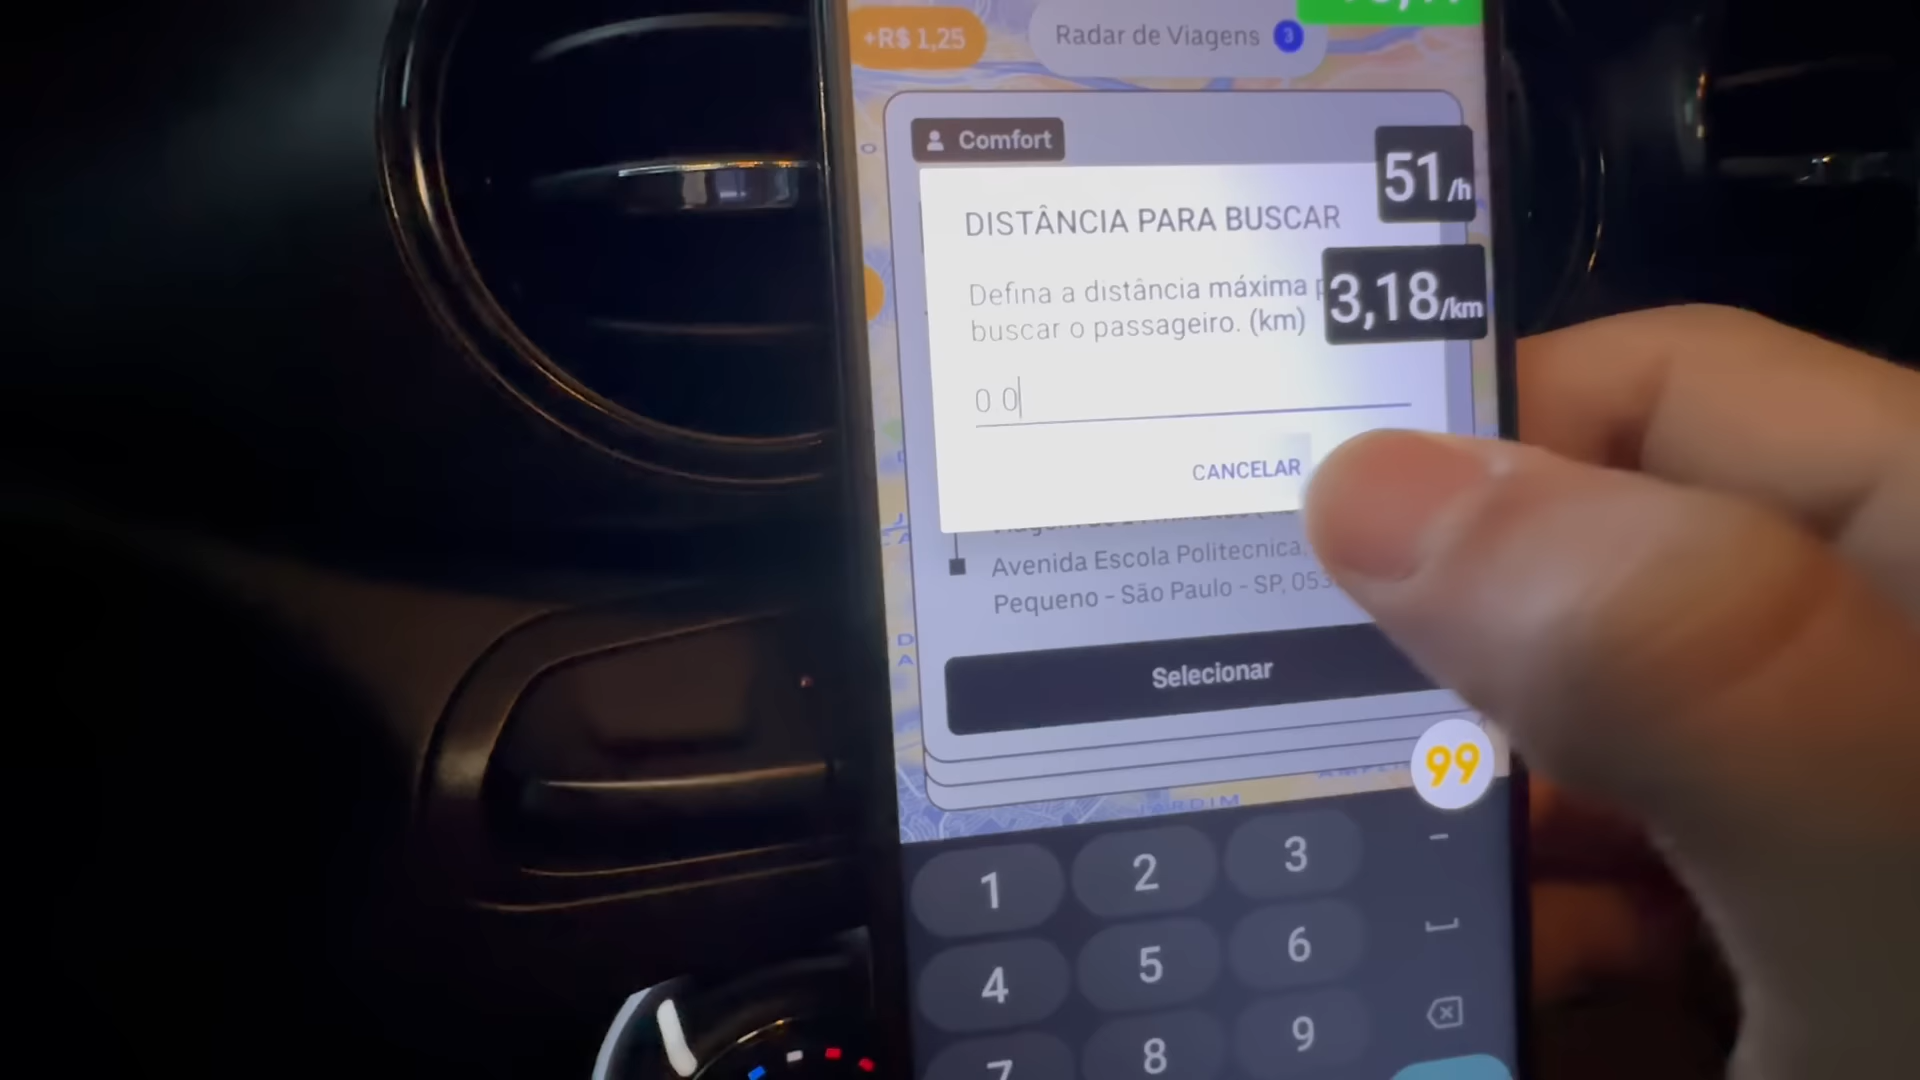 +R$ 1,25
Radar de Viagens 3
Comfort
51/h
DISTÂNCIA PARA BUSCAR
Defina a distância máxima
3,18/km
buscar o passageiro. (km)
0 0
CANCELAR
Avenida Escola Politecnica,
Pequeno - São Paulo - SP,
Selecionar
99
JARDIM
1 2 3
4 5 6
7 8 9